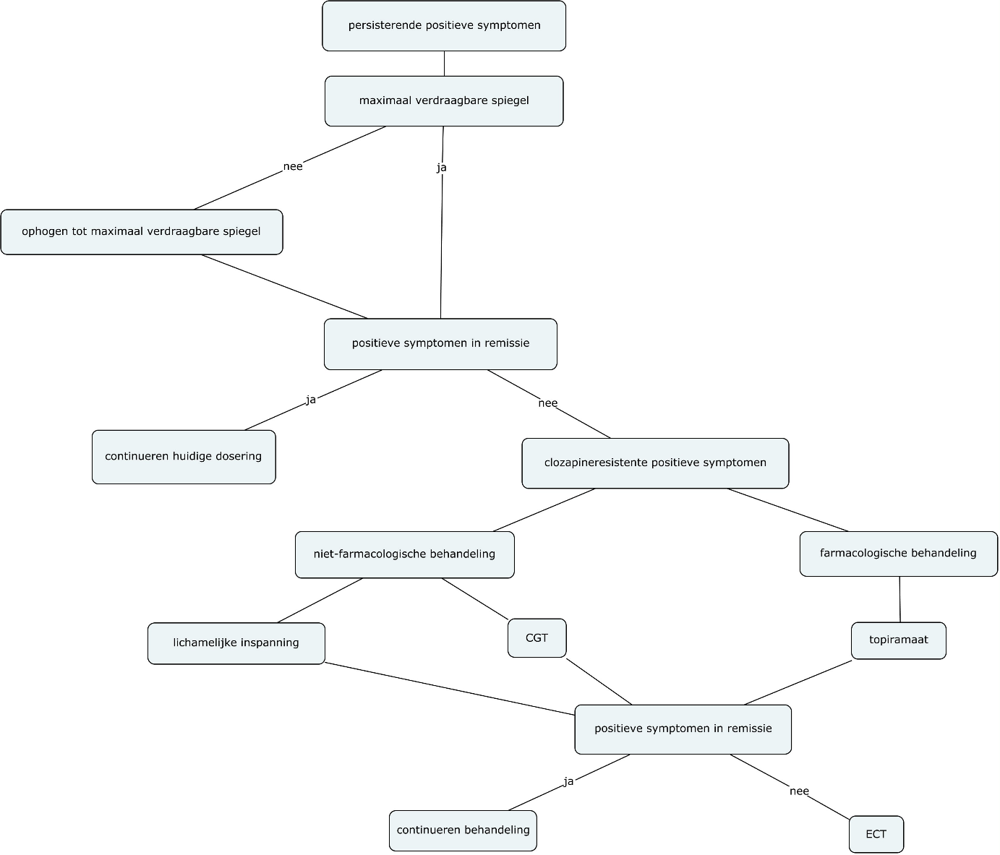 persisterende positieve symptomen
maximaal verdraagbare spiegel
nee
ja
ophogen tot maximaal verdraagbare spiegel
positieve symptomen in remissie
ja
nee
continueren huidige dosering
clozapineresistente positieve symptomen
niet-farmacologische behandeling
farmacologische behandeling
lichamelijke inspanning
CGT
topiramaat
positieve symptomen in remissie
ja
nee
continueren behandeling
ECT